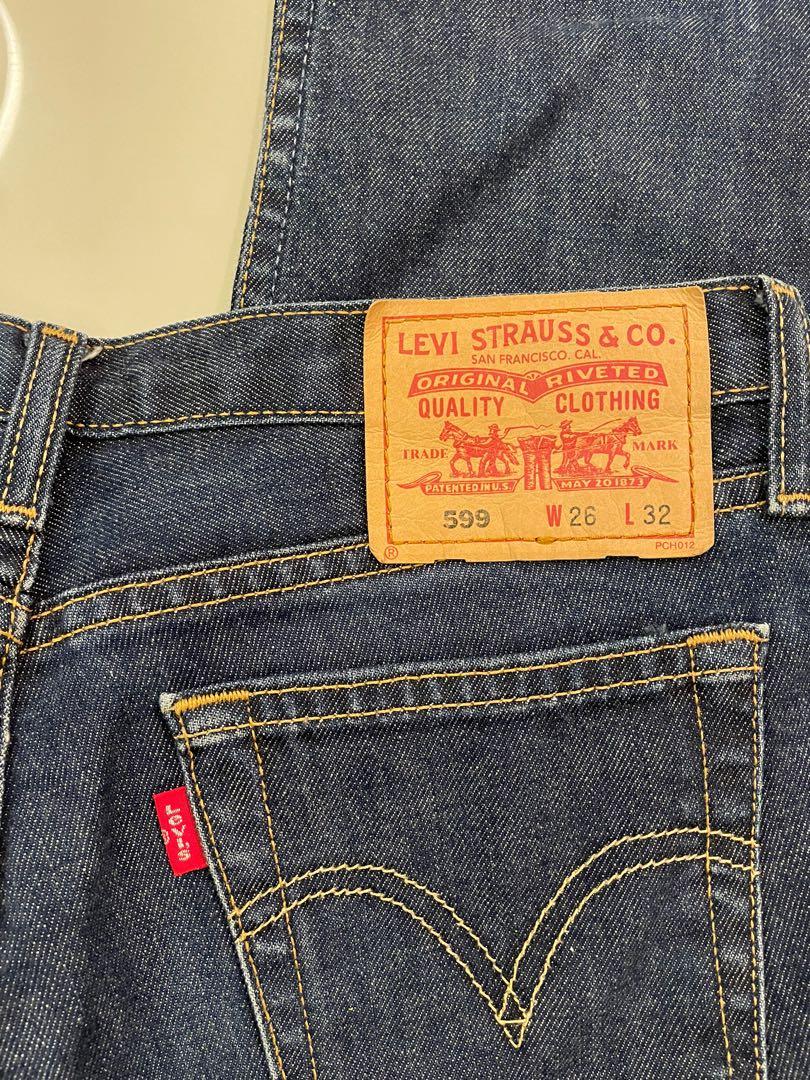 LEVI STRAUSS & CO.
SAN FRANCISCO. CAL.
ORIGINAL RIVETED
QUALITY CLOTHING
TRADE MARK
PATENTED IN U.S. MAY 20 1873
599 W 26 L 32
® PCH012
LEVI'S
®